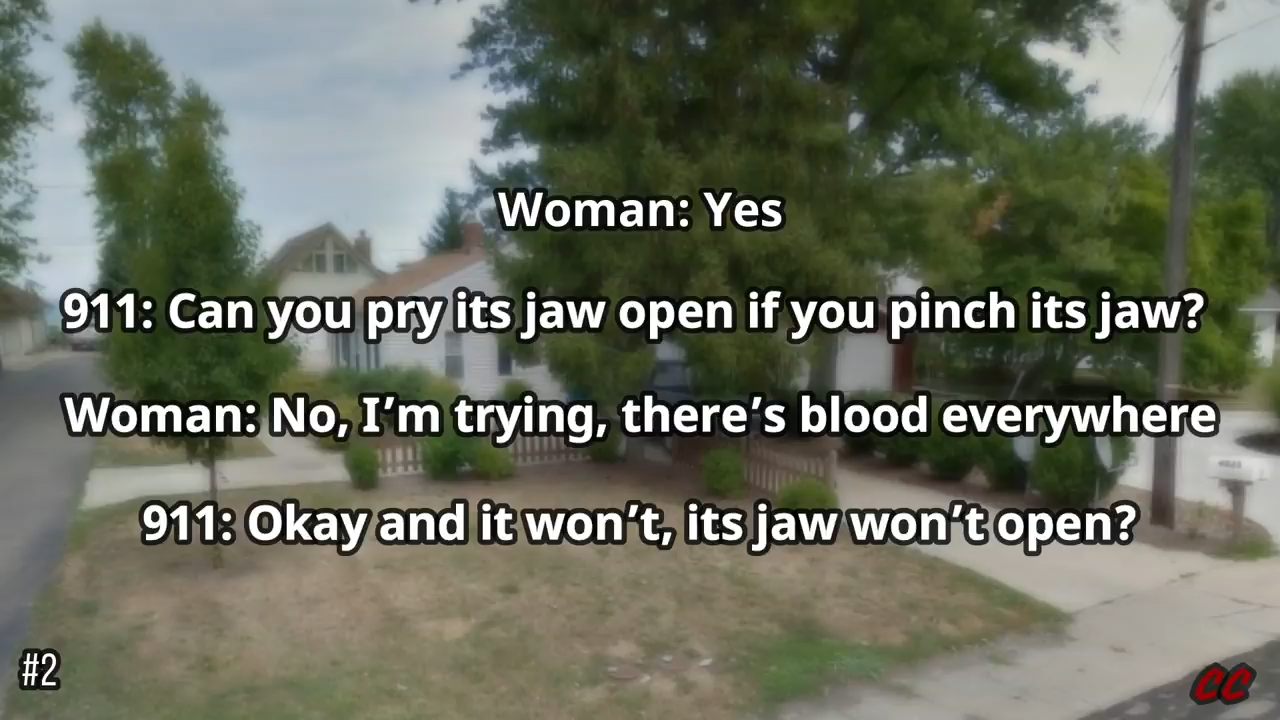 Woman: Yes
911: Can you pry its jaw open if you pinch its jaw?
Woman: No, I’m trying, there’s blood everywhere
911: Okay and it won’t, its jaw won’t open?
#2
CC